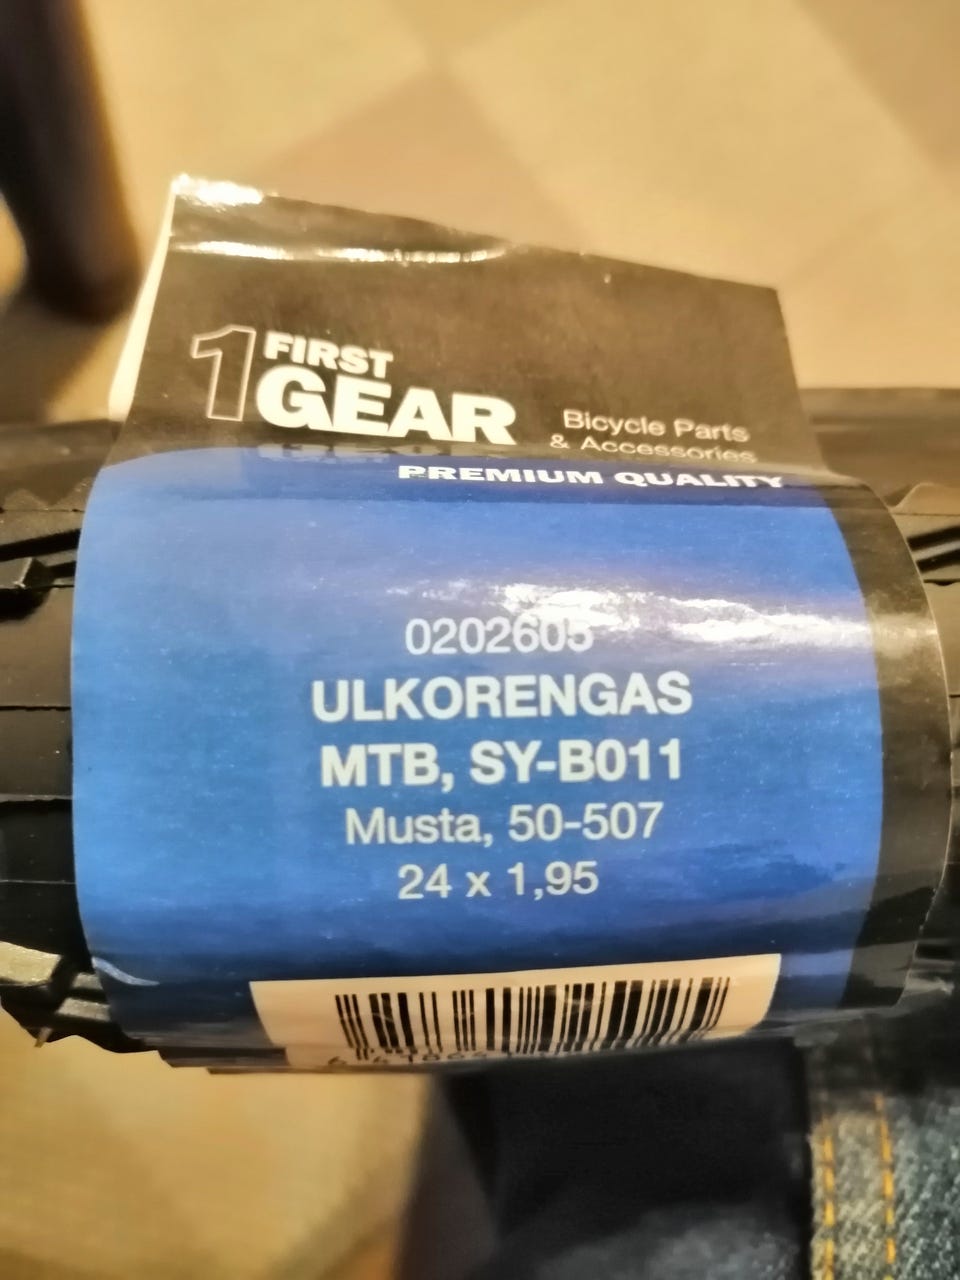 1 FIRST
GEAR
Bicycle Parts
& Accessories
PREMIUM QUALITY
0202605
ULKORENGAS
MTB, SY-B011
Musta, 50-507
24 x 1,95